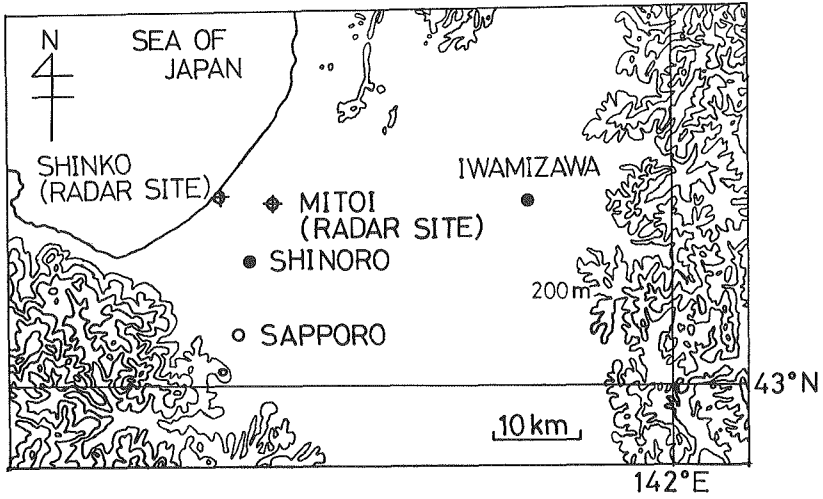 N
SEA OF
JAPAN
SHINKO
(RADAR SITE)
IWAMIZAWA
MITOI
(RADAR SITE)
SHINORO
200m
SAPPORO
43°N
10km
142°E